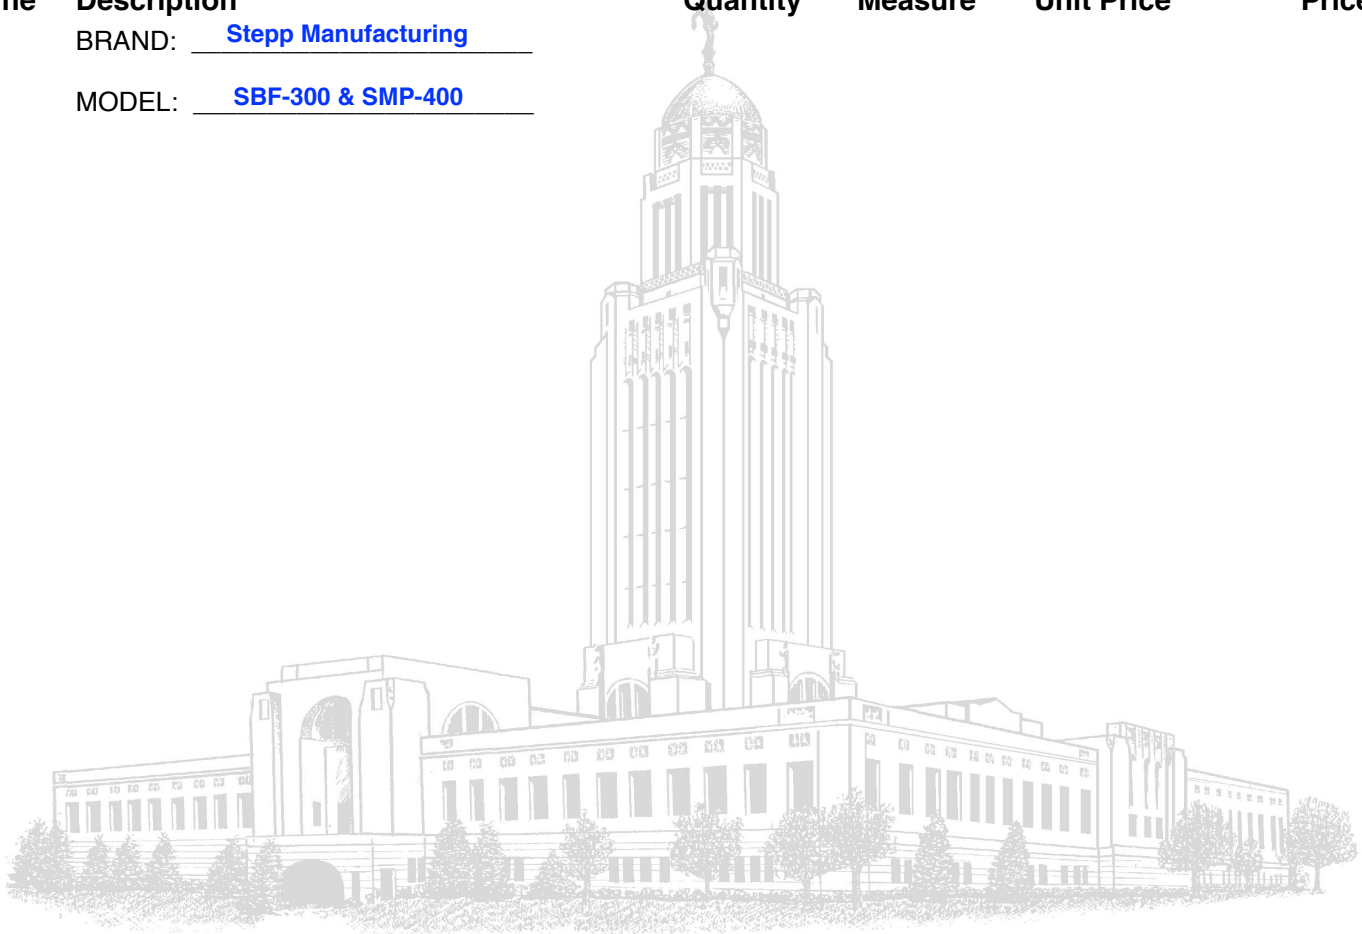 Description Quantity Measure Unit Price
BRAND: Stepp Manufacturing
MODEL: SBF-300 & SMP-400